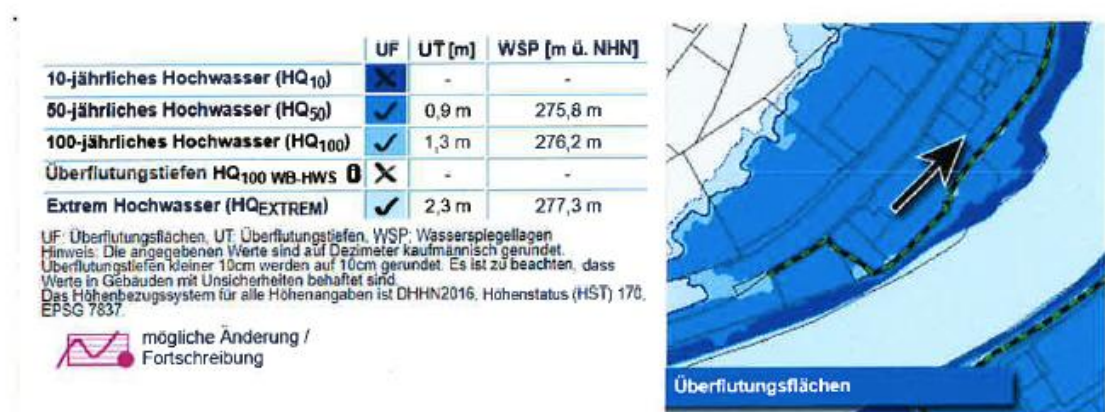 UF UT [m] WSP [m ü. NHN]
10-jährliches Hochwasser (HQ10) - -
50-jährliches Hochwasser (HQ50) 0,9 m 275,8 m
100-jährliches Hochwasser (HQ100) 1,3 m 276,2 m
Überflutungstiefen HQ100 WB-HWS - -
Extrem Hochwasser (HQEXTREM) 2,3 m 277,3 m
UF: Überflutungsflächen, UT: Überflutungstiefen, WSP: Wasserspiegellagen
Hinweis: Die angegebenen Werte sind auf Dezimeter kaufmännisch gerundet.
Überflutungstiefen kleiner 10cm werden auf 10cm gerundet. Es ist zu beachten, dass
Werte in Gebäuden mit Unsicherheiten behaftet sind.
Das Höhenbezugssystem für alle Höhenangaben ist DHHN2016, Höhenstatus (HST) 170,
EPSG 7837.
mögliche Änderung /
Fortschreibung
Überflutungsflächen